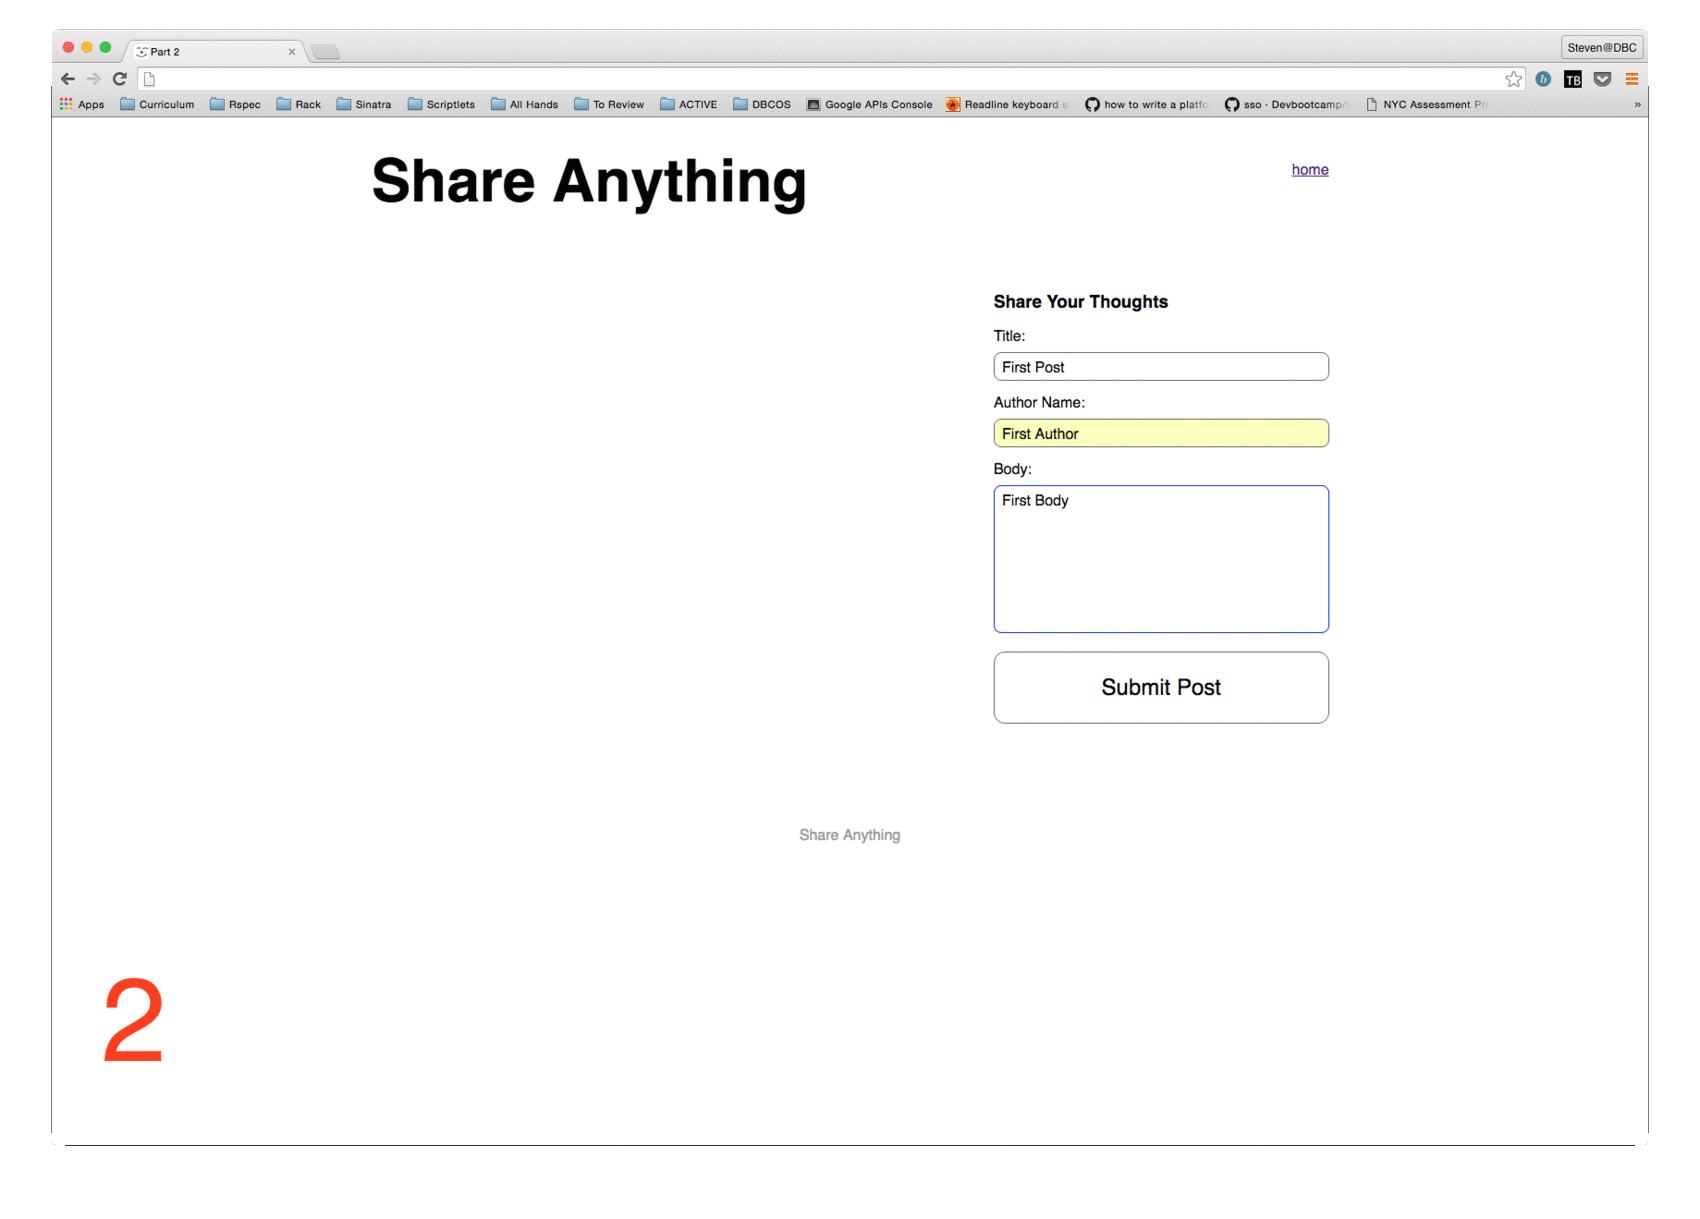 Part 2
Steven@DBC
Apps Curriculum Rspec Rack Sinatra Scriptlets All Hands To Review ACTIVE DBCOS Google APIs Console Readline keyboard how to write a sso · Devbootcamp/ NYC Assessment
TB
Share Anything
home
Share Your Thoughts
Title:
First Post
Author Name:
First Author
Body:
First Body
Submit Post
Share Anything
2